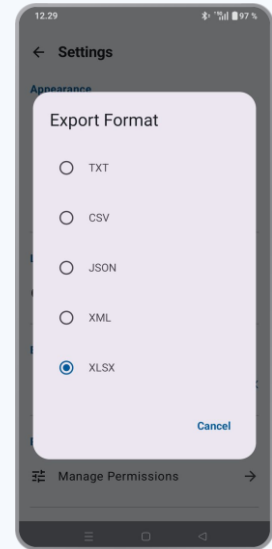 12.29
97 %
Settings
Appearance
Export Format
TXT
CSV
JSON
XML
XLSX
Cancel
Manage Permissions